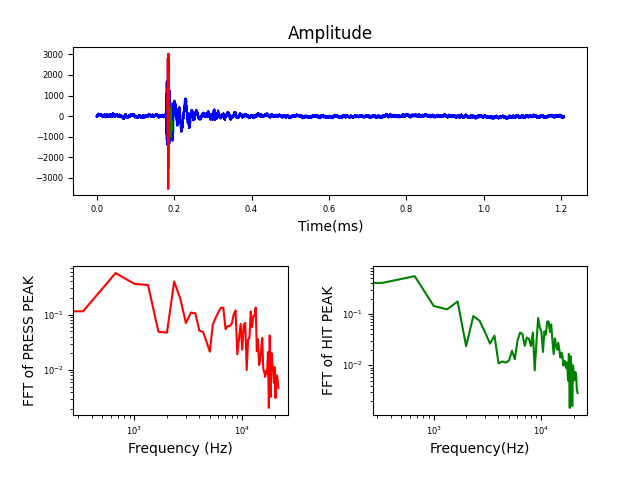 Amplitude
3000
2000
1000
0
−1000
−2000
−3000
0.0 0.2 0.4 0.6 0.8 1.0 1.2
Time(ms)
FFT of PRESS PEAK
10⁻¹
10⁻²
10³ 10⁴
Frequency (Hz)
FFT of HIT PEAK
10⁻¹
10⁻²
10³ 10⁴
Frequency(Hz)